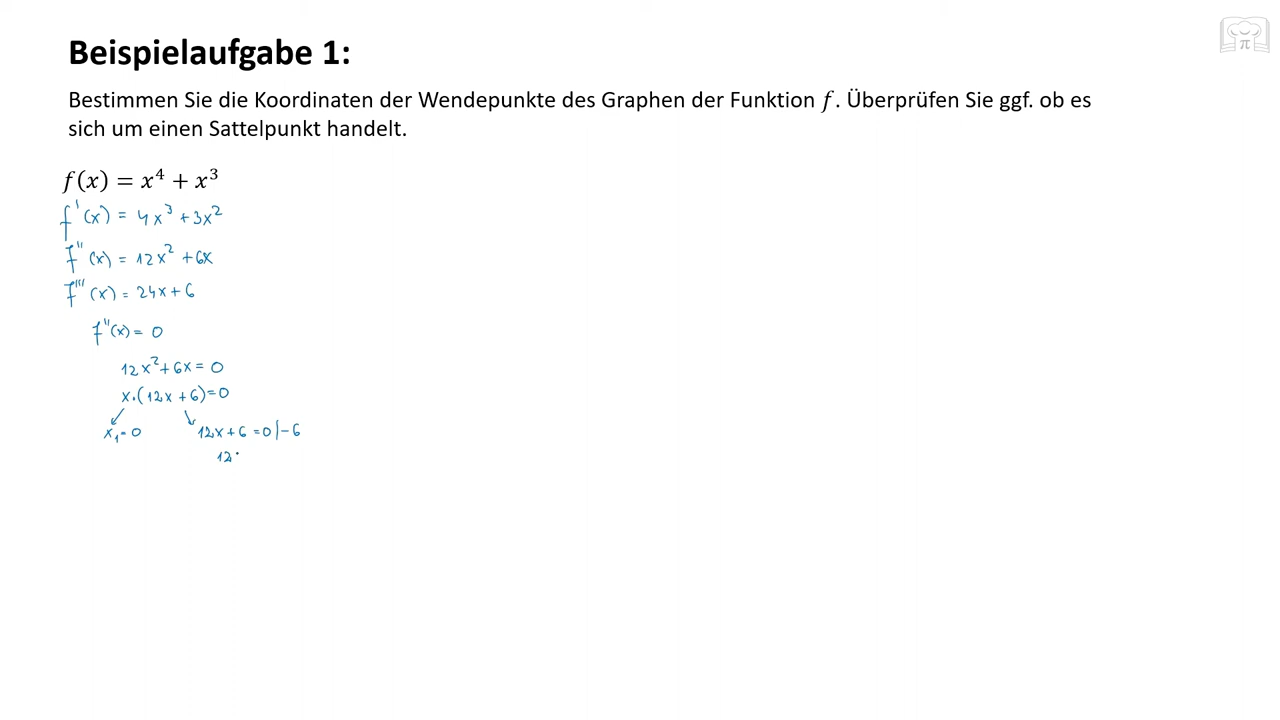 Beispielaufgabe 1:
Bestimmen Sie die Koordinaten der Wendepunkte des Graphen der Funktion f. Überprüfen Sie ggf. ob es
sich um einen Sattelpunkt handelt.
f(x) = x⁴ + x³
f'(x) = 4x³ + 3x²
f''(x) = 12x² + 6x
f'''(x) = 24x + 6
f''(x) = 0
12x² + 6x = 0
x·(12x + 6) = 0
x₁ = 0 12x + 6 = 0 | - 6
12
π